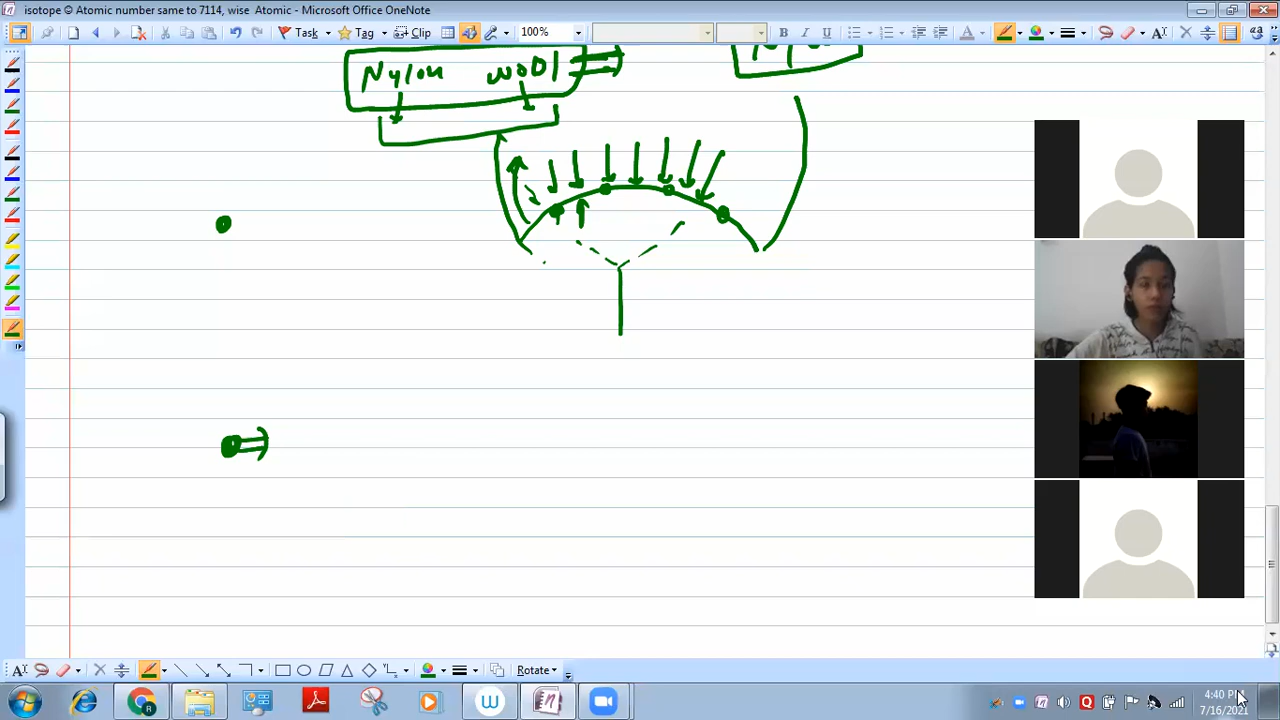 isotope © Atomic number same to 7114, wise Atomic - Microsoft Office OneNote
Task Tag Clip 100% B I U A
Nylon wool
Rotate
4:40 PM
7/16/2021